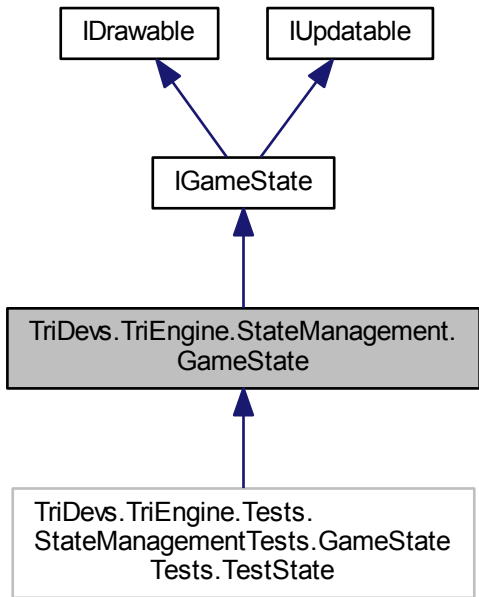 IDrawable
IUpdatable
IGameState
TriDevs.TriEngine.StateManagement.
GameState
TriDevs.TriEngine.Tests.
StateManagementTests.GameState
Tests.TestState